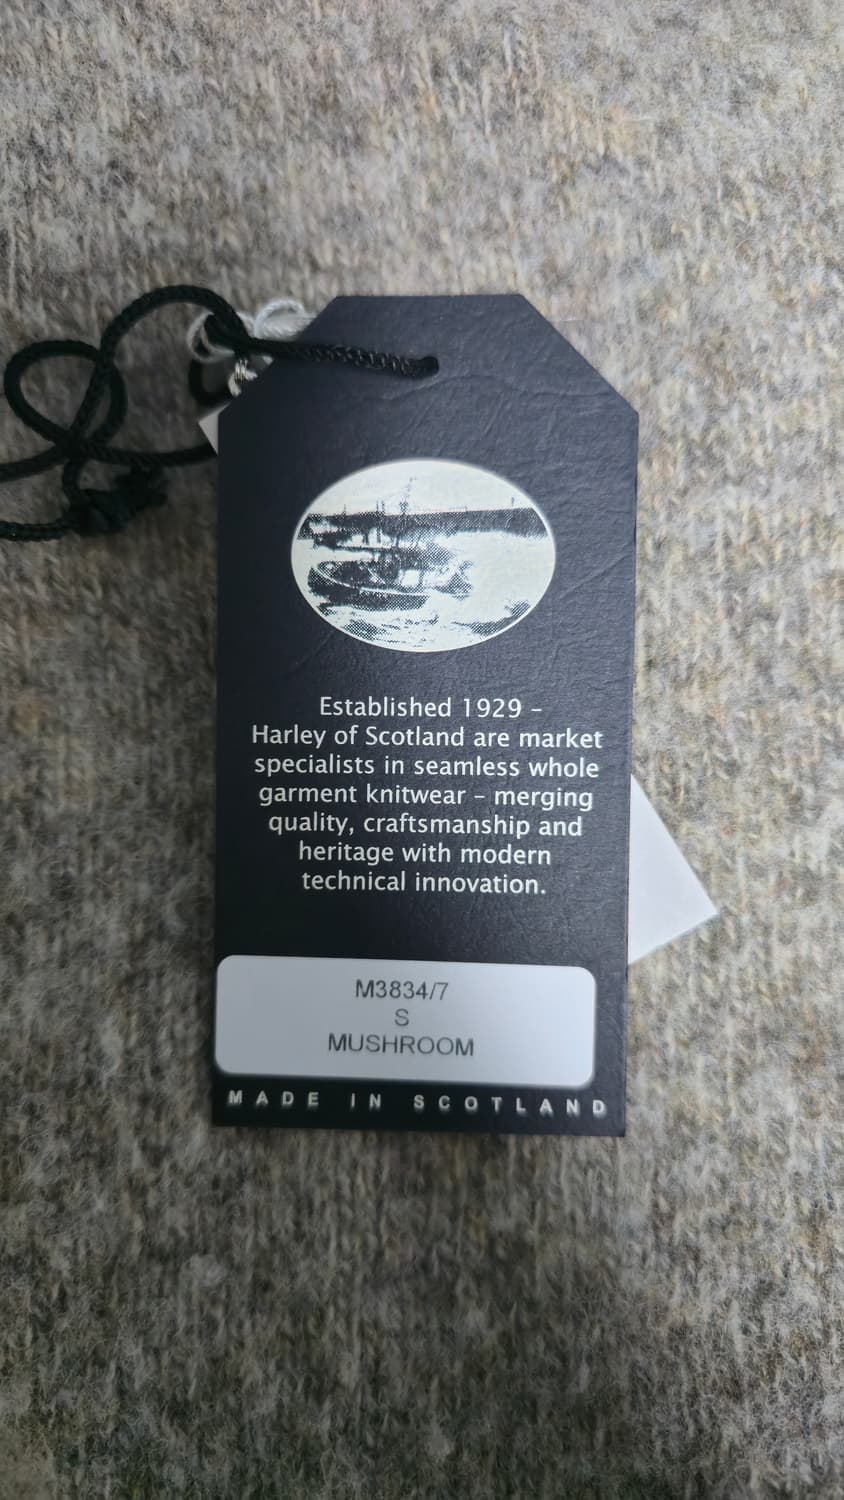 Established 1929 –
Harley of Scotland are market
specialists in seamless whole
garment knitwear – merging
quality, craftsmanship and
heritage with modern
technical innovation.
M3834/7
S
MUSHROOM
MADE IN SCOTLAND